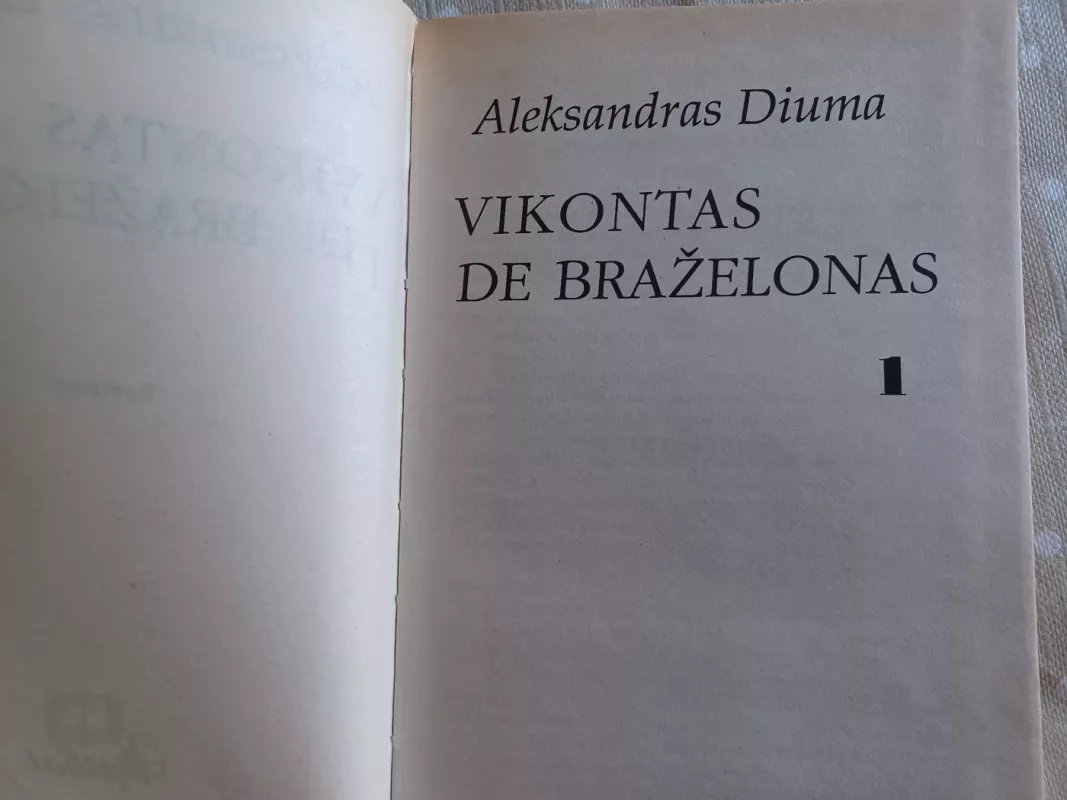 Aleksandras Diuma
VIKONTAS
DE BRAŽELONAS
1